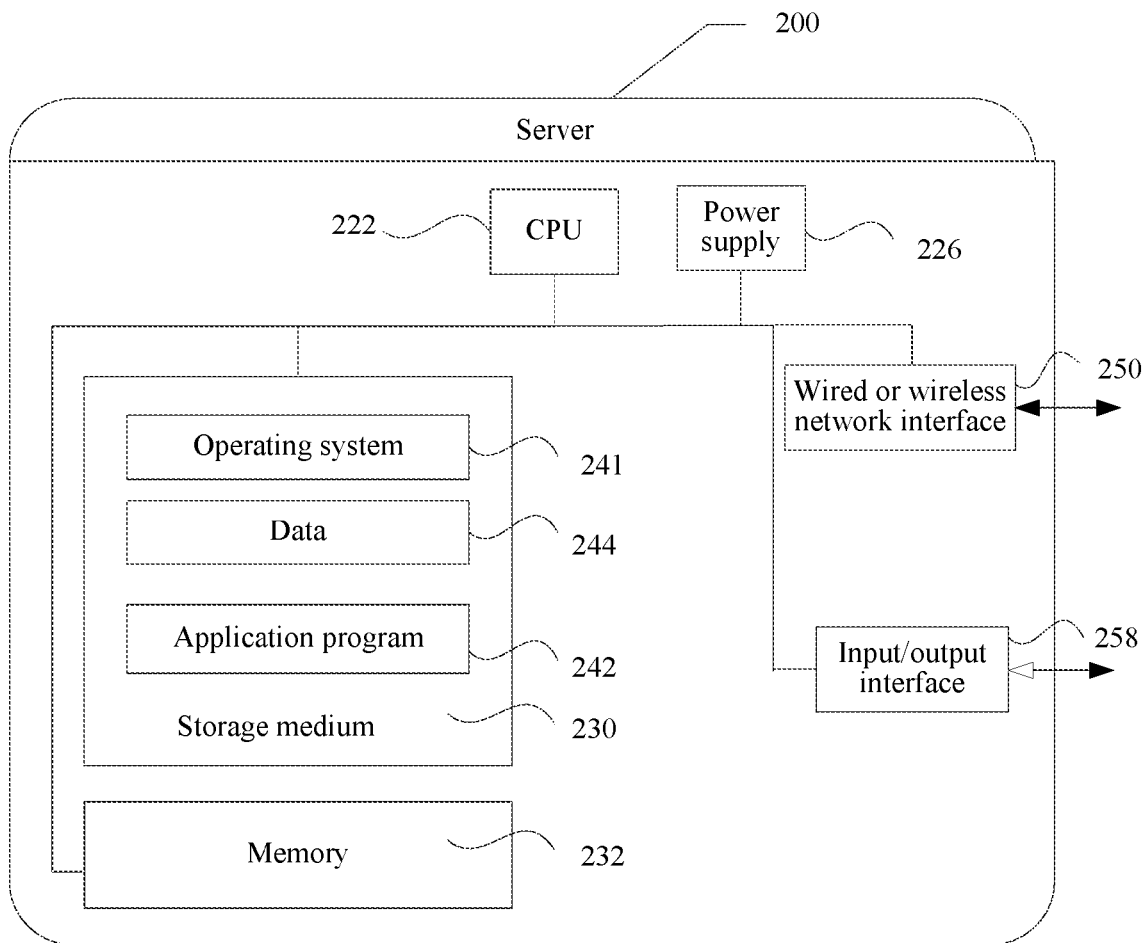 200
Server
222
CPU
Power
supply
226
250
Wired or wireless
network interface
Operating system
241
Data
244
Application program
242
258
Input/output
interface
Storage medium
230
Memory
232